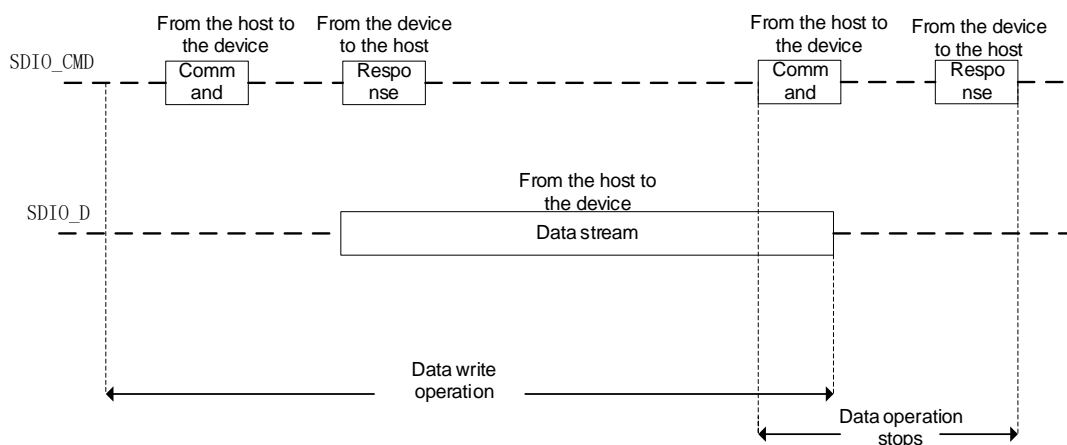 From the host to
the device
From the device
to the host
From the host to
the device
From the device
to the host
SDIO_CMD
Comm
and
Respo
nse
Comm
and
Respo
nse
From the host to
the device
SDIO_D
Data stream
Data write
operation
Data operation
stops